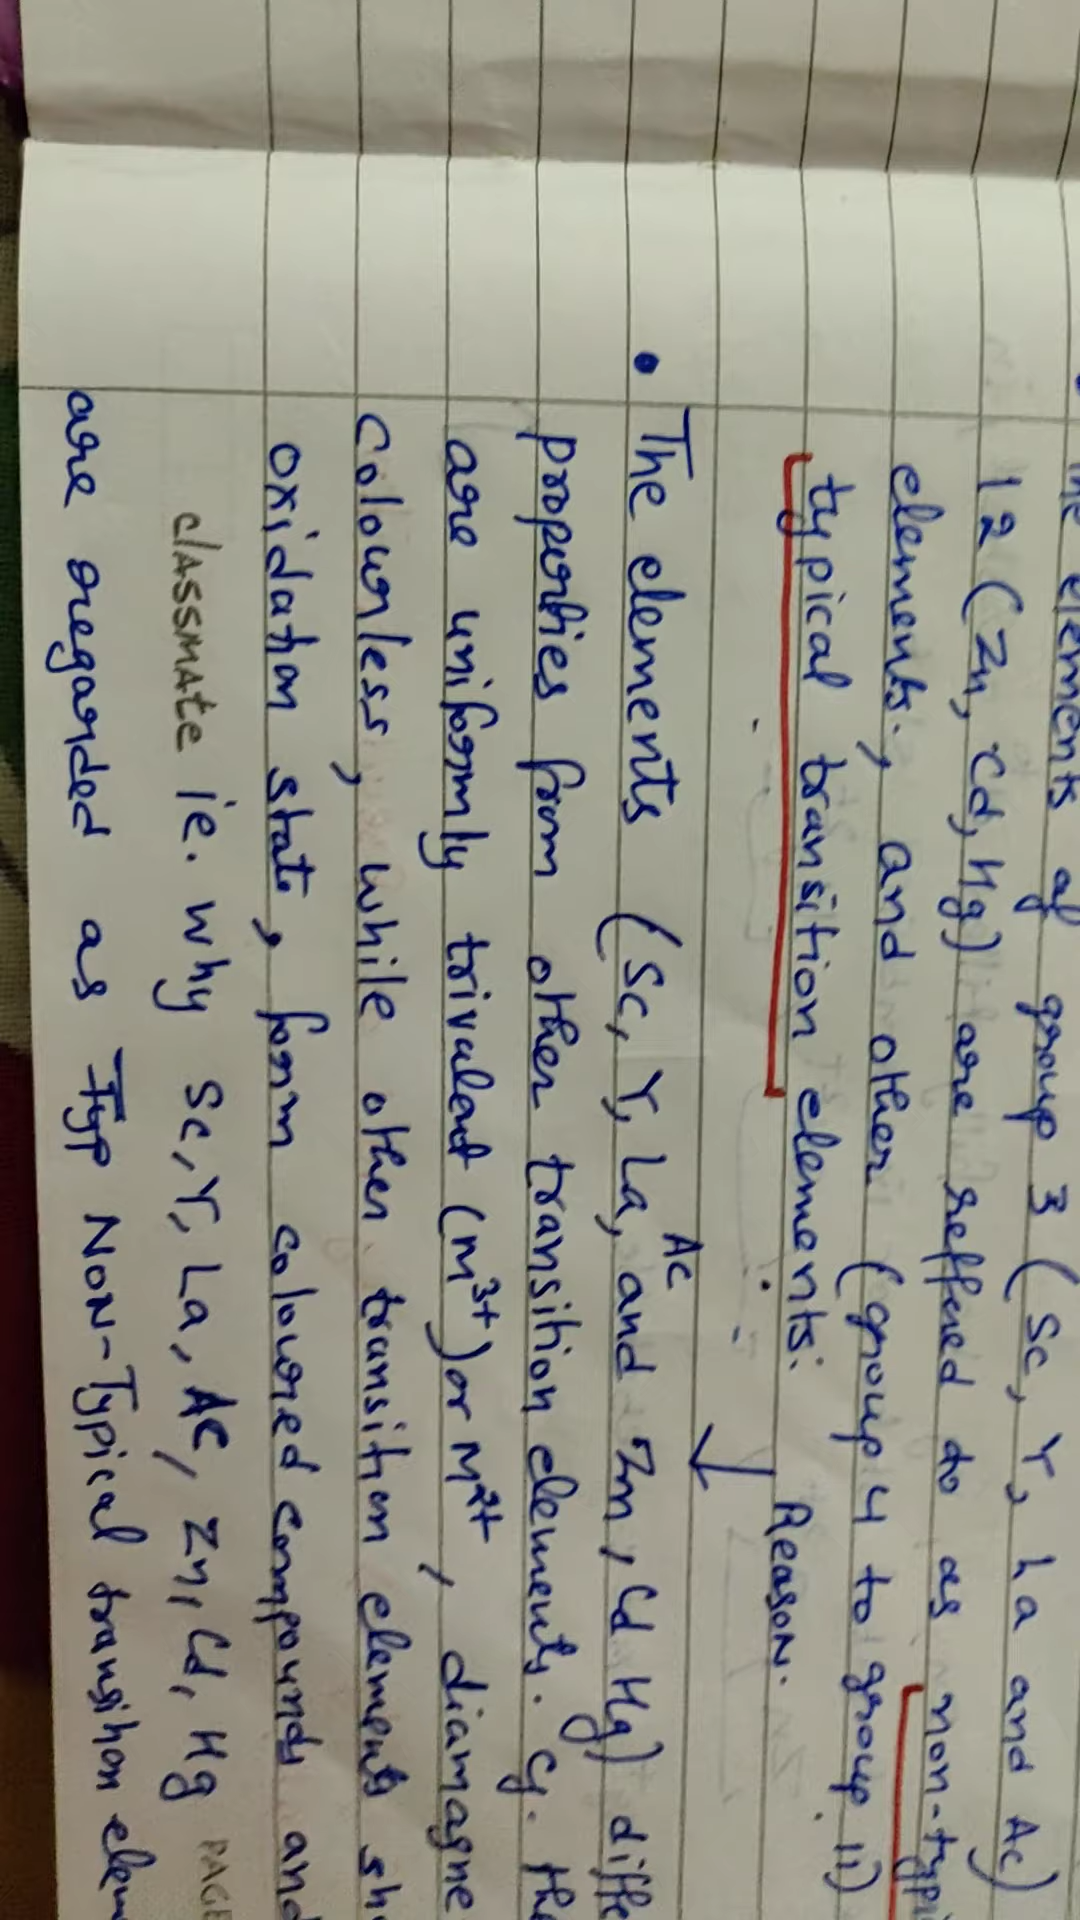 elements of group 3 (Sc, Y, La and Ac)
12 (Zn, Cd, Hg) are reffered to as non-typi
elements, and other (group 4 to group 11)
typical transition elements.
Reason.
Ac
• The elements (Sc, Y, La, and Zn, Cd Hg) diffe
properties from other transition elements. eg. the
are uniformly trivalent (M³⁺) or M²⁺, diamagne
colourless, while other transition elements sh
oxidation state, form coloured compounds and
classmate ie. why Sc, Y, La, Ac, Zn, Cd, Hg PAGE
are regarded as Typ NON-Typical transition elem